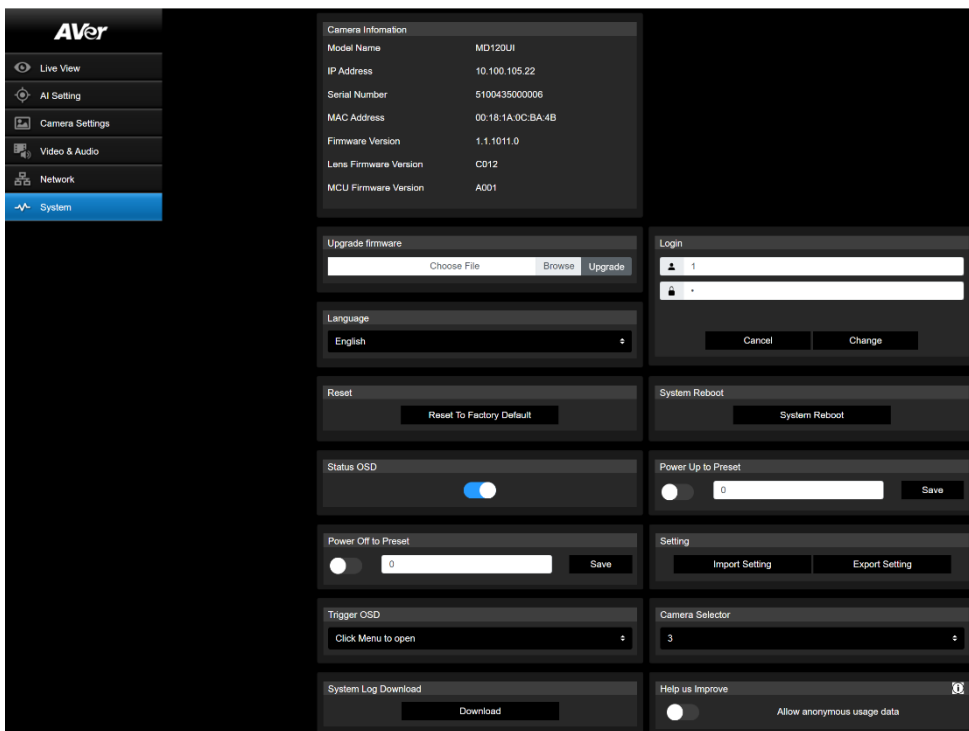 AVer
Live View
AI Setting
Camera Settings
Video & Audio
Network
System
Camera Infomation
Model Name MD120UI
IP Address 10.100.105.22
Serial Number 5100435000006
MAC Address 00:18:1A:0C:BA:4B
Firmware Version 1.1.1011.0
Lens Firmware Version C012
MCU Firmware Version A001
Upgrade firmware
Choose File Browse Upgrade
Login
1
•
Cancel Change
Language
English
Reset
Reset To Factory Default
System Reboot
System Reboot
Status OSD
Power Up to Preset
0 Save
Power Off to Preset
0 Save
Setting
Import Setting Export Setting
Trigger OSD
Click Menu to open
Camera Selector
3
System Log Download
Download
Help us Improve
Allow anonymous usage data